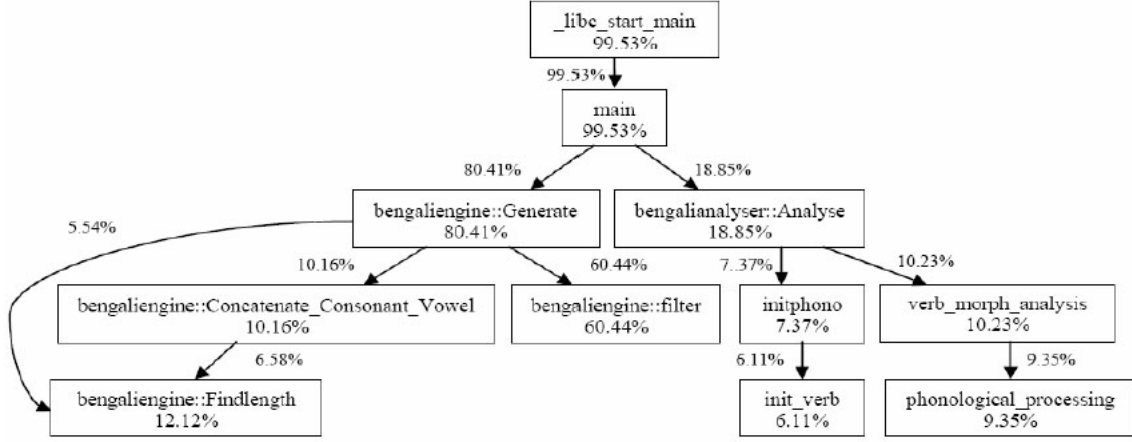 _libc_start_main
99.53%
99.53%
main
99.53%
80.41%
18.85%
bengaliengine::Generate
80.41%
bengalianalyser::Analyse
18.85%
5.54%
10.16%
60.44%
7.37%
10.23%
bengaliengine::Concatenate_Consonant_Vowel
10.16%
bengaliengine::filter
60.44%
initphono
7.37%
verb_morph_analysis
10.23%
6.58%
6.11%
9.35%
bengaliengine::Findlength
12.12%
init_verb
6.11%
phonological_processing
9.35%